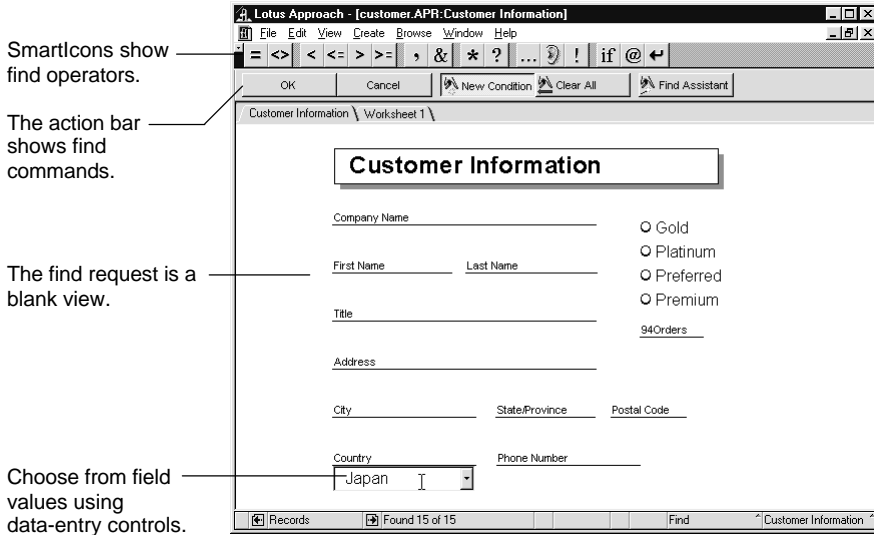 Lotus Approach - [customer.APR:Customer Information]
File Edit View Create Browse Window Help
= <> < <= > >= , & * ? ... ! if @
OK Cancel New Condition Clear All Find Assistant
Customer Information \ Worksheet 1 \
SmartIcons show
find operators.
The action bar
shows find
commands.
The find request is a
blank view.
Choose from field
values using
data-entry controls.
Customer Information
Company Name
Gold
Platinum
First Name Last Name
Preferred
Premium
Title
94Orders
Address
City State/Province Postal Code
Country Phone Number
Japan
Records Found 15 of 15 Find Customer Information